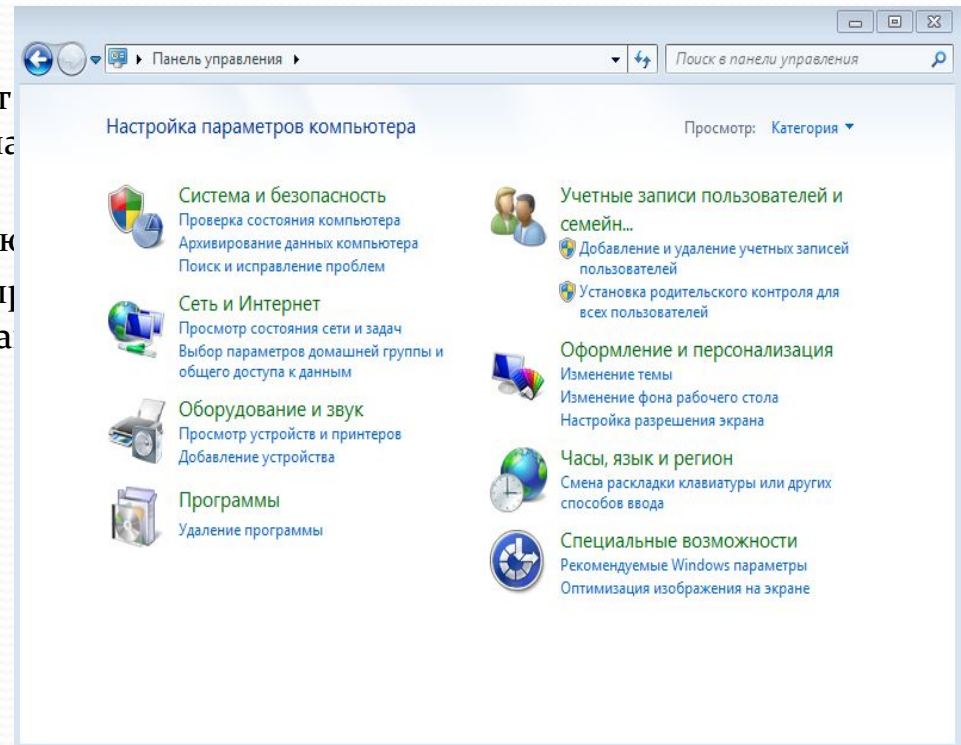 Панель управления
Поиск в панели управления
Настройка параметров компьютера
Просмотр: Категория
Система и безопасность
Проверка состояния компьютера
Архивирование данных компьютера
Поиск и исправление проблем
Сеть и Интернет
Просмотр состояния сети и задач
Выбор параметров домашней группы и
общего доступа к данным
Оборудование и звук
Просмотр устройств и принтеров
Добавление устройства
Программы
Удаление программы
Учетные записи пользователей и
семейн...
Добавление и удаление учетных записей
пользователей
Установка родительского контроля для
всех пользователей
Оформление и персонализация
Изменение темы
Изменение фона рабочего стола
Настройка разрешения экрана
Часы, язык и регион
Смена раскладки клавиатуры или других
способов ввода
Специальные возможности
Рекомендуемые Windows параметры
Оптимизация изображения на экране